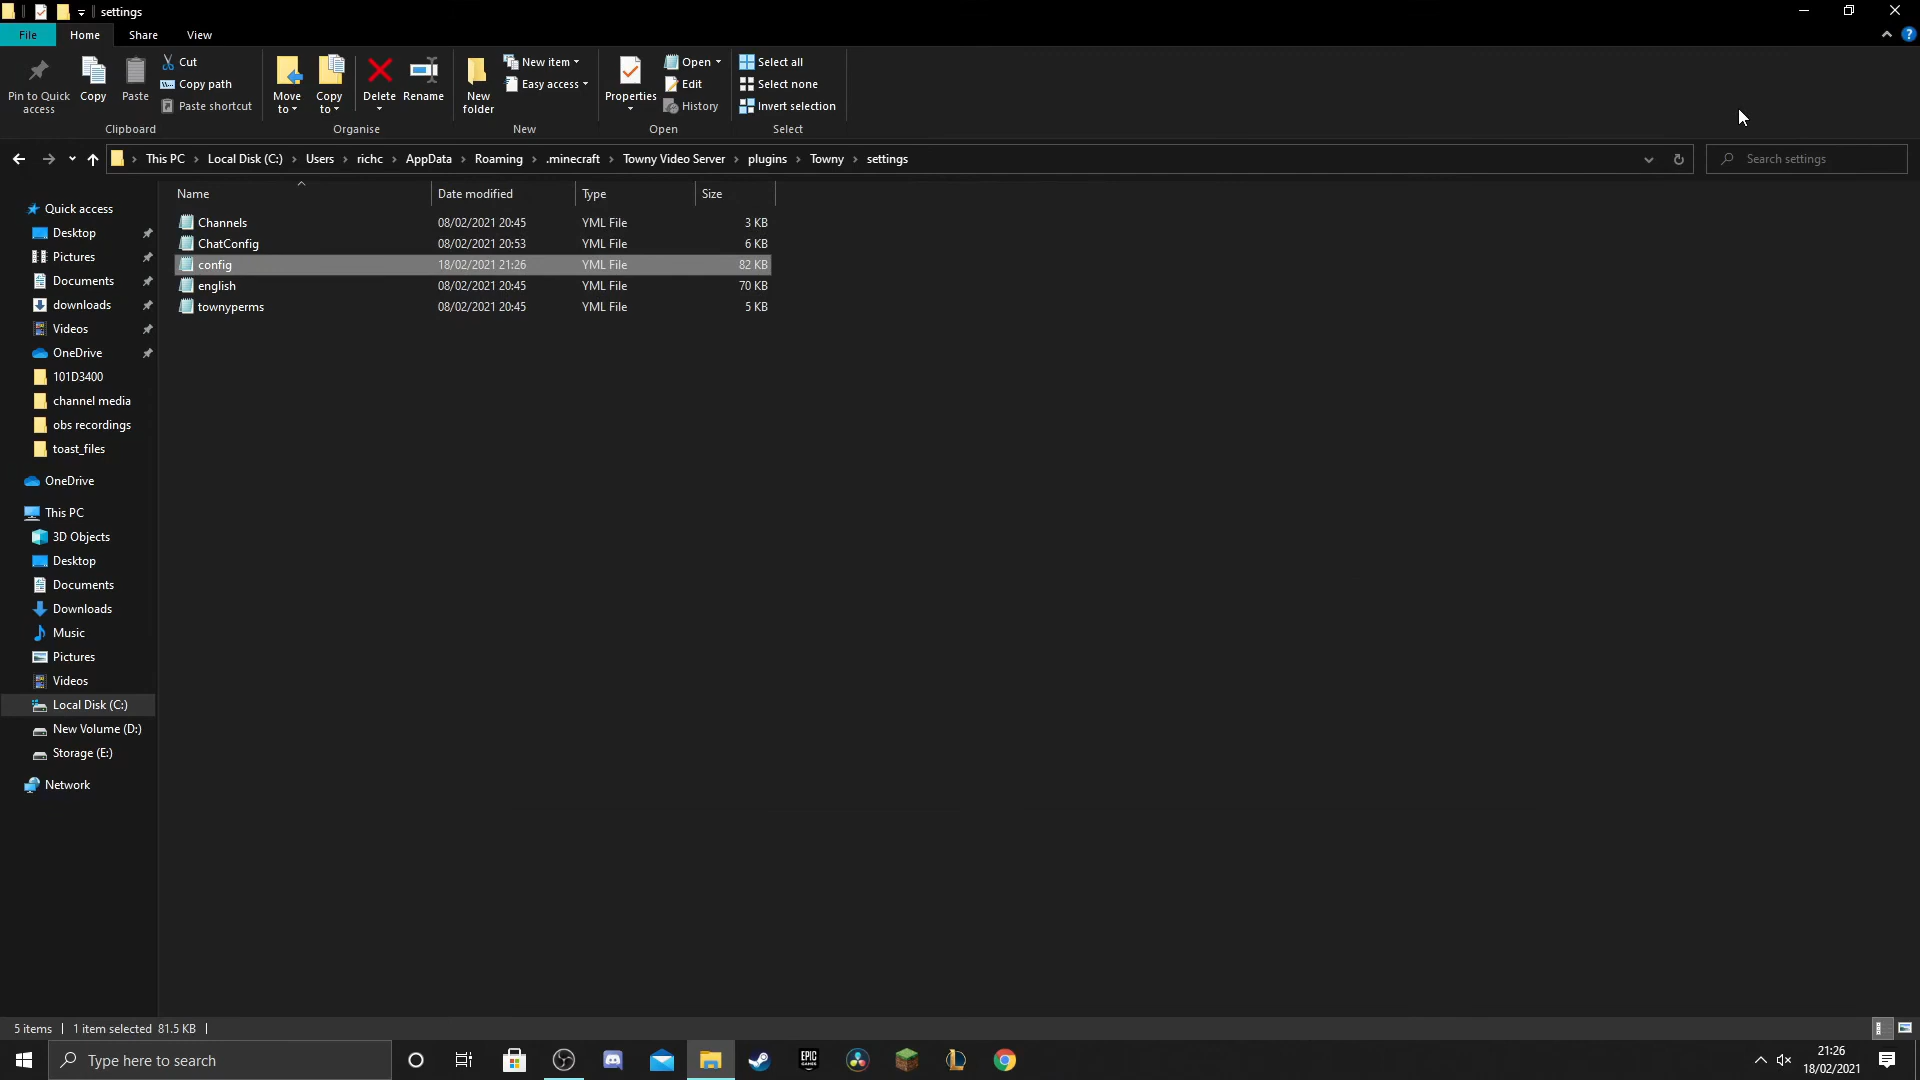 settings
File Home Share View
Pin to Quick access
Copy
Paste
Cut
Copy path
Paste shortcut
Clipboard
Move to
Copy to
Delete
Rename
Organise
New folder
New item
Easy access
New
Properties
Open
Edit
History
Open
Select all
Select none
Invert selection
Select
This PC Local Disk (C:) Users richc AppData Roaming .minecraft Towny Video Server plugins Towny settings
Search settings
Name Date modified Type Size
Channels 08/02/2021 20:45 YML File 3 KB
ChatConfig 08/02/2021 20:53 YML File 6 KB
config 18/02/2021 21:26 YML File 82 KB
english 08/02/2021 20:45 YML File 70 KB
townyperms 08/02/2021 20:45 YML File 5 KB
Quick access
Desktop
Pictures
Documents
downloads
Videos
OneDrive
101D3400
channel media
obs recordings
toast_files
OneDrive
This PC
3D Objects
Desktop
Documents
Downloads
Music
Pictures
Videos
Local Disk (C:)
New Volume (D:)
Storage (E:)
Network
5 items 1 item selected 81.5 KB
Type here to search
EPIC GAMES
21:26
18/02/2021